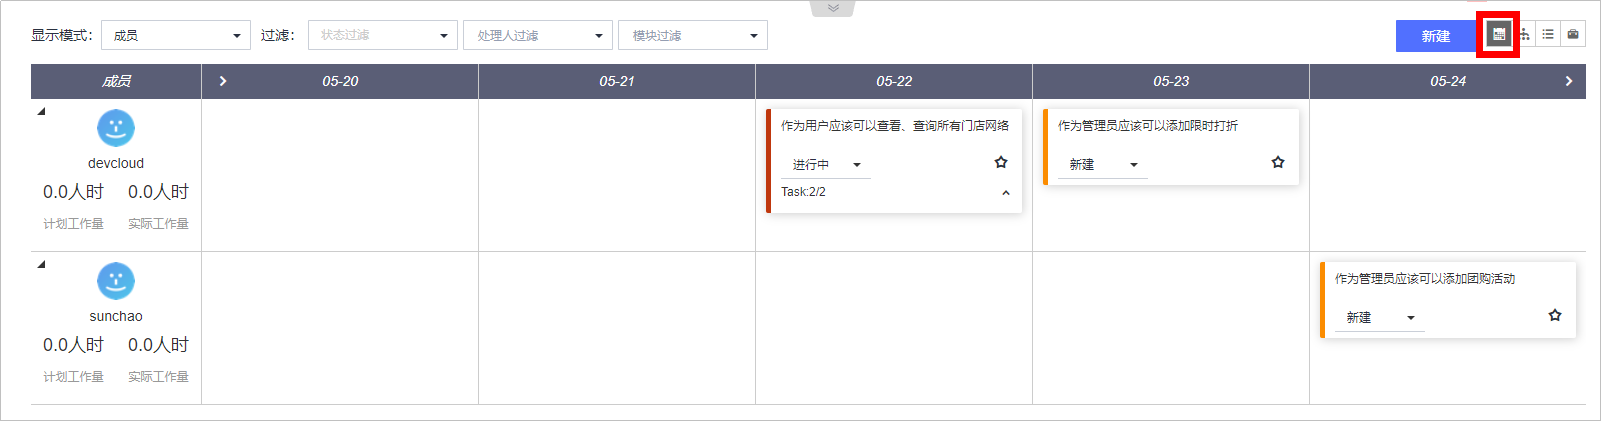 显示模式： 成员 过滤： 状态过滤 处理人过滤 模块过滤 新建
成员 05-20 05-21 05-22 05-23 05-24
作为用户应该可以查看、查询所有门店网络
进行中
Task:2/2
作为管理员应该可以添加限时打折
新建
devcloud
0.0人时 0.0人时
计划工作量 实际工作量
作为管理员应该可以添加团购活动
新建
sunchao
0.0人时 0.0人时
计划工作量 实际工作量